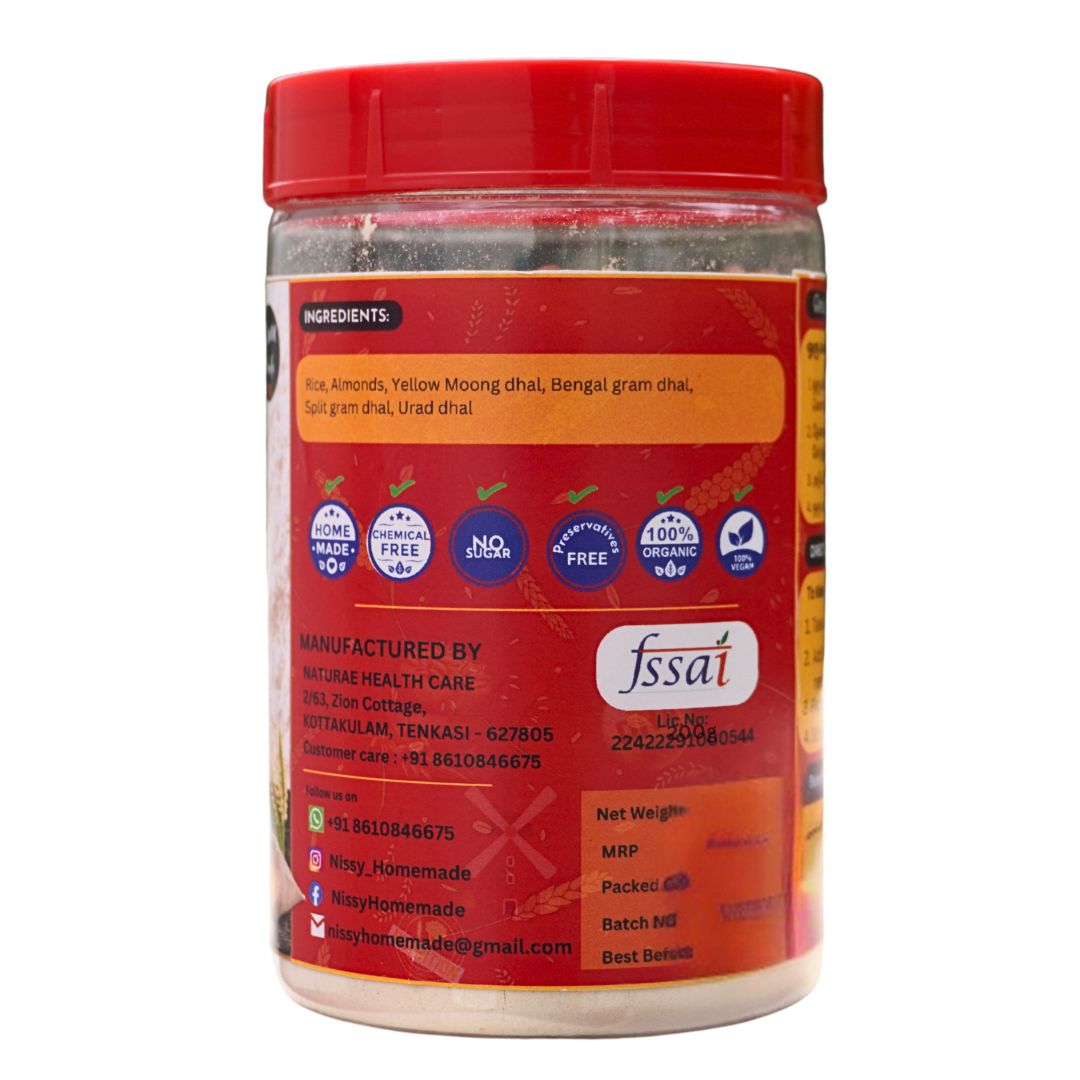 INGREDIENTS:
Rice, Almonds, Yellow Moong dhal, Bengal gram dhal,
Split gram dhal, Urad dhal
HOME
MADE
CHEMICAL
FREE
NO
SUGAR
Preservatives
FREE
100%
ORGANIC
100%
VEGAN
MANUFACTURED BY
NATURAE HEALTH CARE
2/63, Zion Cottage,
KOTTAKULAM, TENKASI - 627805
Customer care : +91 8610846675
fssai
Lic No:
200g
Follow us on
+91 8610846675
Nissy_Homemade
NissyHomemade
nissyhomemade@gmail.com
Net Weight
MRP
Packed
Batch NO
Best Before